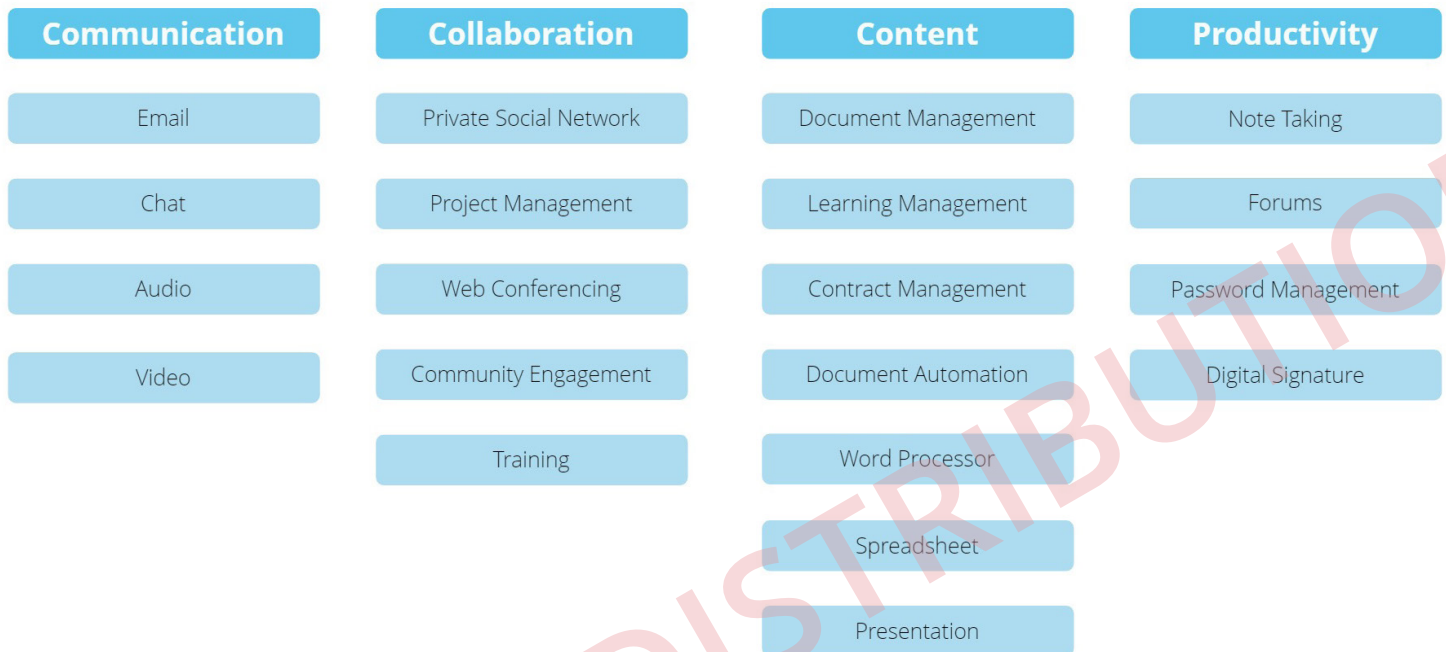 Communication
Email
Chat
Audio
Video
Collaboration
Private Social Network
Project Management
Web Conferencing
Community Engagement
Training
Content
Document Management
Learning Management
Contract Management
Document Automation
Word Processor
Spreadsheet
Presentation
Productivity
Note Taking
Forums
Password Management
Digital Signature
DISTRIBUTIO